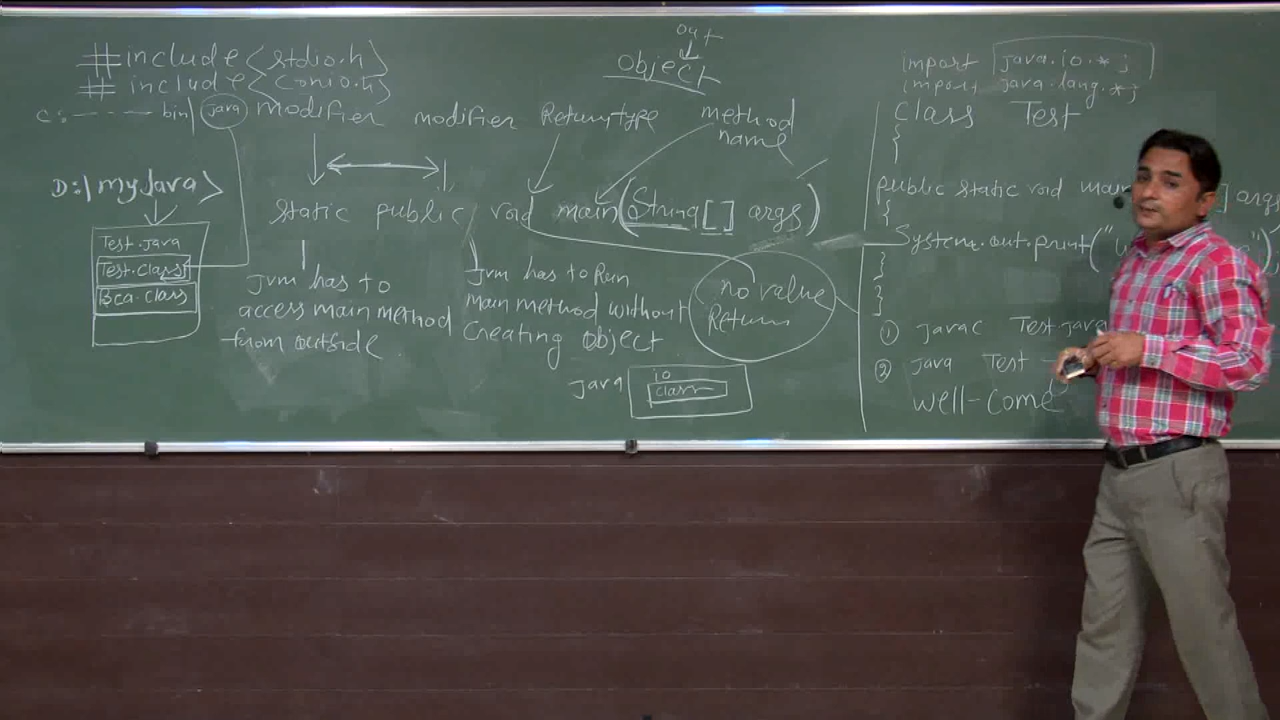 #include <stdio.h>
# include <conio.h>
c:---- bin\ java
modifier modifier Return type method name
out
object
D:\myJava>
Test.java
Test.class
Bca.class
static public void main(String[] args)
Jvm has to
access main method
from outside.
Jvm has to Run
main method without
Creating object
no value
Return
java
io
class
import java.io.*;
import java.lang.*;
class Test
{
public static void main ] args
{
System.out.print("
}
}
① javac Test.java
② java Test
well-come